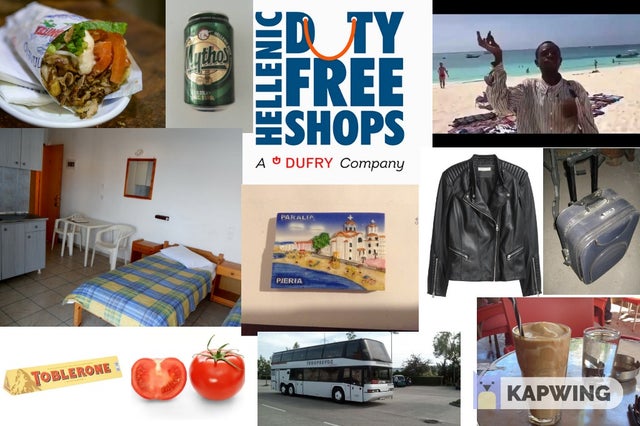 Mythos
HELLENIC
DUTY
FREE
SHOPS
A DUFRY Company
PARALIA
PIERIA
TOBLERONE
KAPWING